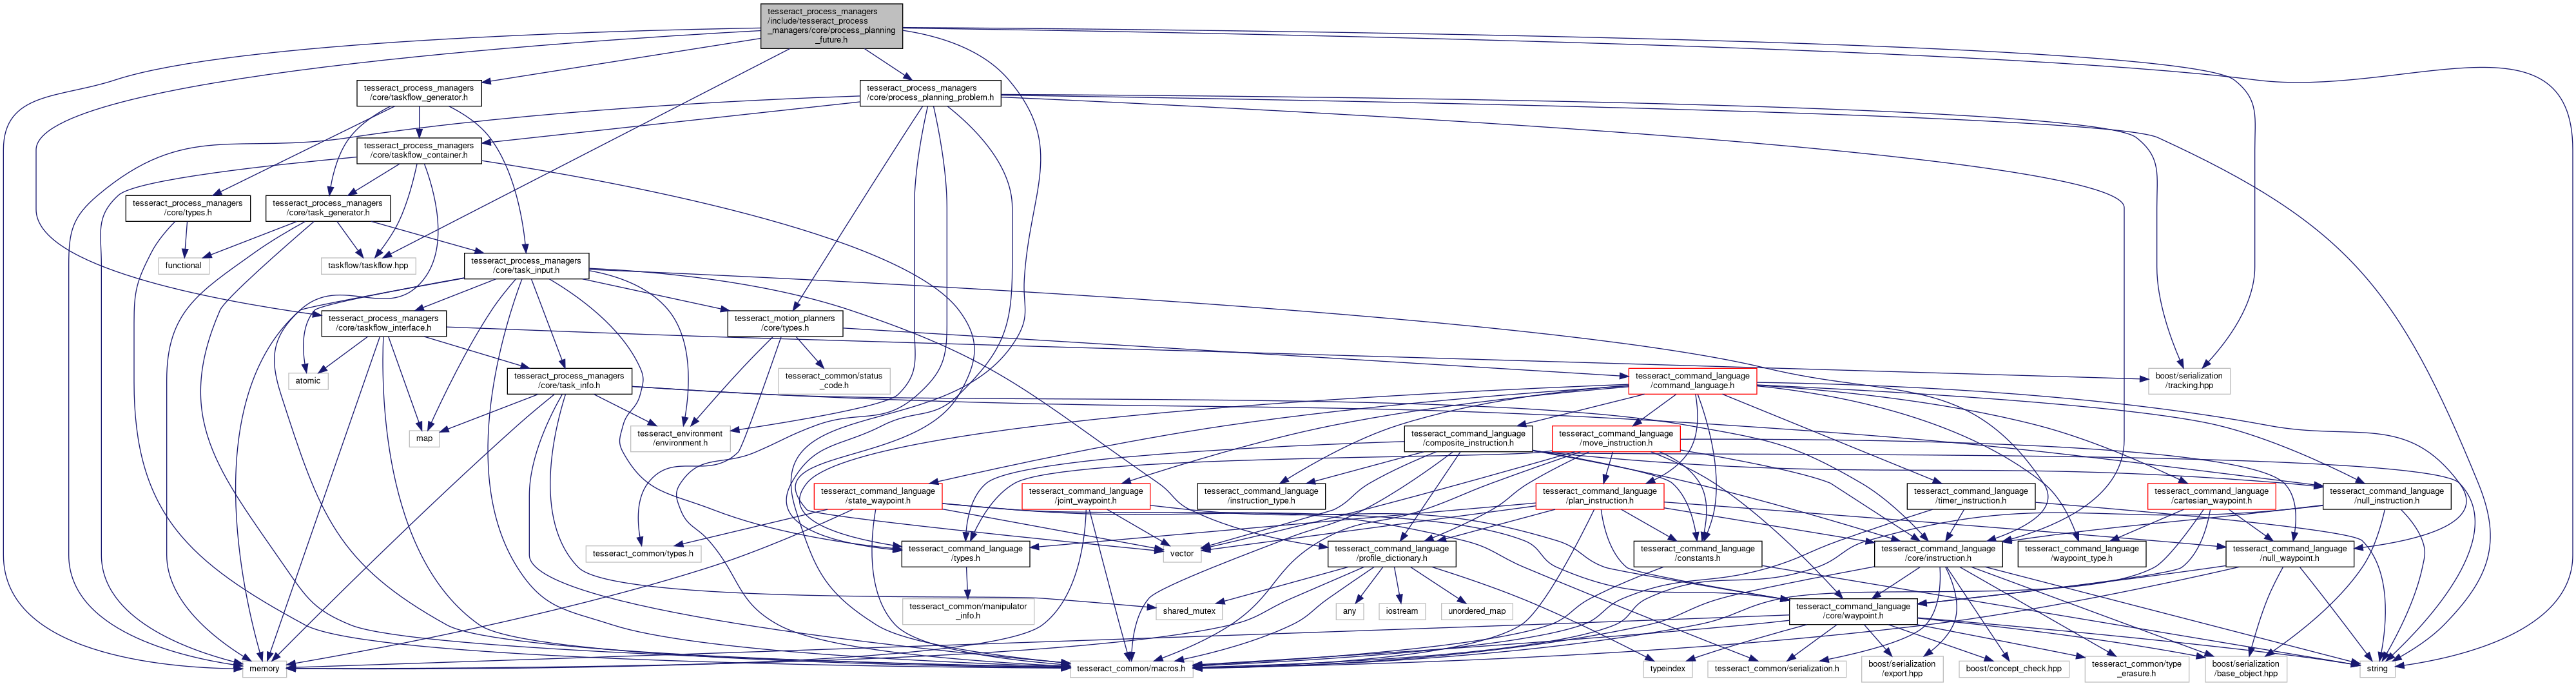 tesseract_process_managers
/include/tesseract_process
_managers/core/process_planning
_future.h
tesseract_process_managers
/core/taskflow_generator.h
tesseract_process_managers
/core/process_planning_problem.h
tesseract_process_managers
/core/taskflow_container.h
tesseract_process_managers
/core/types.h
tesseract_process_managers
/core/task_generator.h
functional
taskflow/taskflow.hpp
tesseract_process_managers
/core/task_input.h
tesseract_process_managers
/core/taskflow_interface.h
tesseract_motion_planners
/core/types.h
atomic
tesseract_process_managers
/core/task_info.h
tesseract_common/status
_code.h
tesseract_command_language
/command_language.h
boost/serialization
/tracking.hpp
map
tesseract_environment
/environment.h
tesseract_command_language
/composite_instruction.h
tesseract_command_language
/move_instruction.h
tesseract_command_language
/state_waypoint.h
tesseract_command_language
/joint_waypoint.h
tesseract_command_language
/instruction_type.h
tesseract_command_language
/plan_instruction.h
tesseract_command_language
/timer_instruction.h
tesseract_command_language
/cartesian_waypoint.h
tesseract_command_language
/null_instruction.h
tesseract_common/types.h
tesseract_command_language
/types.h
vector
tesseract_command_language
/profile_dictionary.h
tesseract_command_language
/constants.h
tesseract_command_language
/core/instruction.h
tesseract_command_language
/waypoint_type.h
tesseract_command_language
/null_waypoint.h
tesseract_common/manipulator
_info.h
shared_mutex
any
iostream
unordered_map
tesseract_command_language
/core/waypoint.h
memory
tesseract_common/macros.h
typeindex
tesseract_common/serialization.h
boost/serialization
/export.hpp
boost/concept_check.hpp
tesseract_common/type
_erasure.h
boost/serialization
/base_object.hpp
string